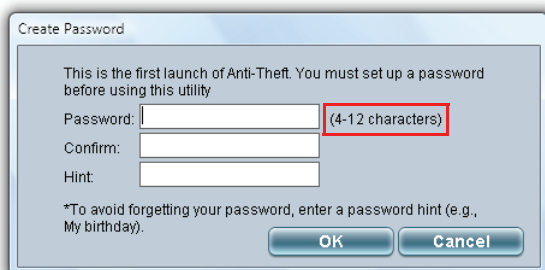 Create Password
This is the first launch of Anti-Theft. You must set up a password
before using this utility
Password: (4-12 characters)
Confirm:
Hint:
*To avoid forgetting your password, enter a password hint (e.g.,
My birthday).
OK Cancel